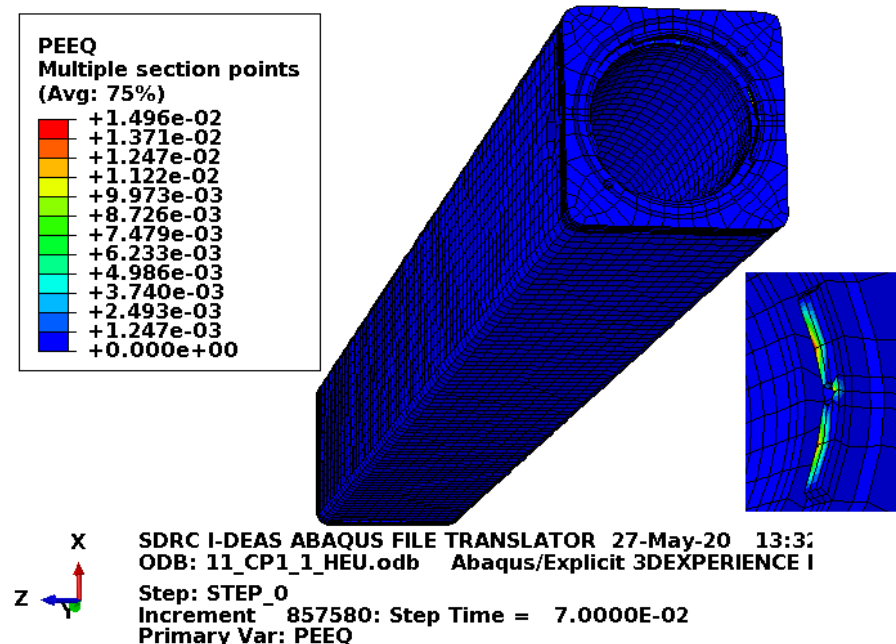 PEEQ
Multiple section points
(Avg: 75%)
+1.496e-02
+1.371e-02
+1.247e-02
+1.122e-02
+9.973e-03
+8.726e-03
+7.479e-03
+6.233e-03
+4.986e-03
+3.740e-03
+2.493e-03
+1.247e-03
+0.000e+00
X
Z
Y
SDRC I-DEAS ABAQUS FILE TRANSLATOR 27-May-20
ODB: 11_CP1_1_HEU.odb Abaqus/Explicit 3DEXPERIENCE
Step: STEP_0
Increment 857580: Step Time = 7.0000E-02
Primary Var: PEEQ